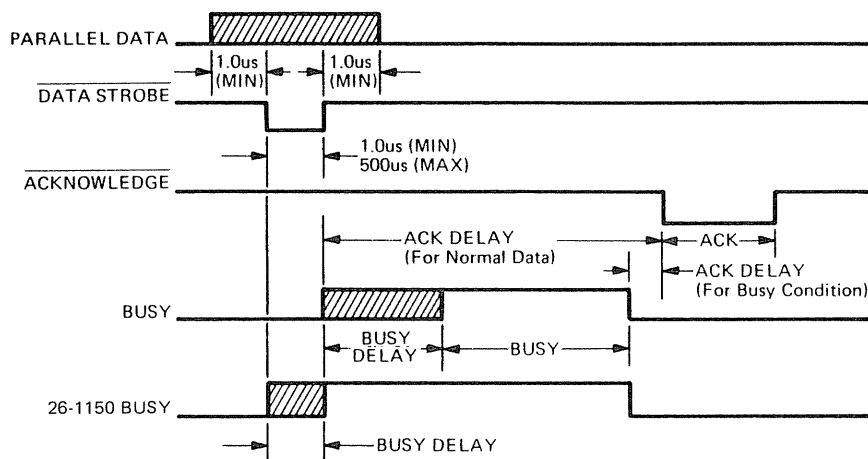 PARALLEL DATA
1.0us
(MIN)
1.0us
(MIN)
DATA STROBE
1.0us (MIN)
500us (MAX)
ACKNOWLEDGE
ACK DELAY
(For Normal Data)
ACK
ACK DELAY
(For Busy Condition)
BUSY
BUSY
DELAY
BUSY
26-1150 BUSY
BUSY DELAY